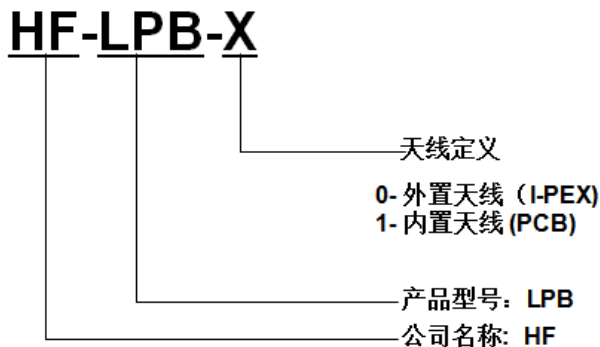 HF-LPB-X
天线定义
0- 外置天线（I-PEX)
1- 内置天线 (PCB)
产品型号：LPB
公司名称: HF